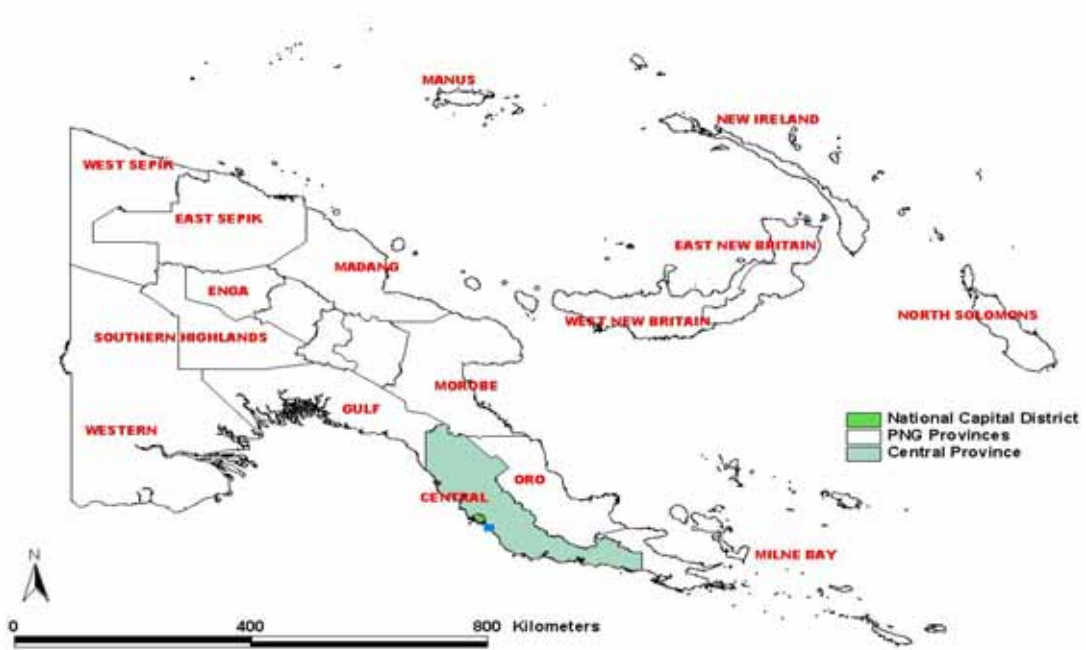 MANUS
NEW IRELAND
WEST SEPIK
EAST SEPIK
EAST NEW BRITAIN
MADANG
ENGA
WEST NEW BRITAIN
NORTH SOLOMONS
SOUTHERN HIGHLANDS
MOROBE
GULF
WESTERN
National Capital District
PNG Provinces
Central Province
ORO
CENTRAL
MILNE BAY
N
0 400 800 Kilometers